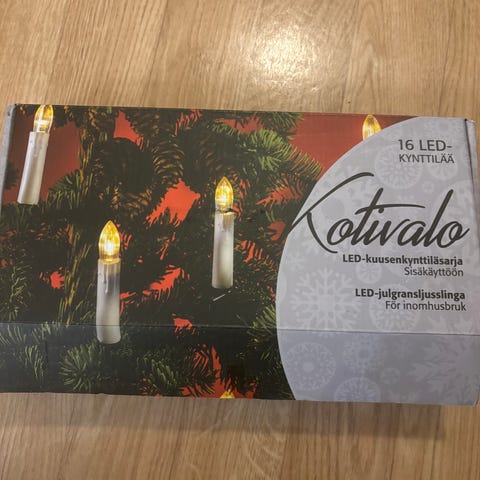 16 LED-
KYNTTILÄÄ
Kotivalo
LED-kuusenkynttiläsarja
Sisäkäyttöön
LED-julgransljusslinga
För inomhusbruk